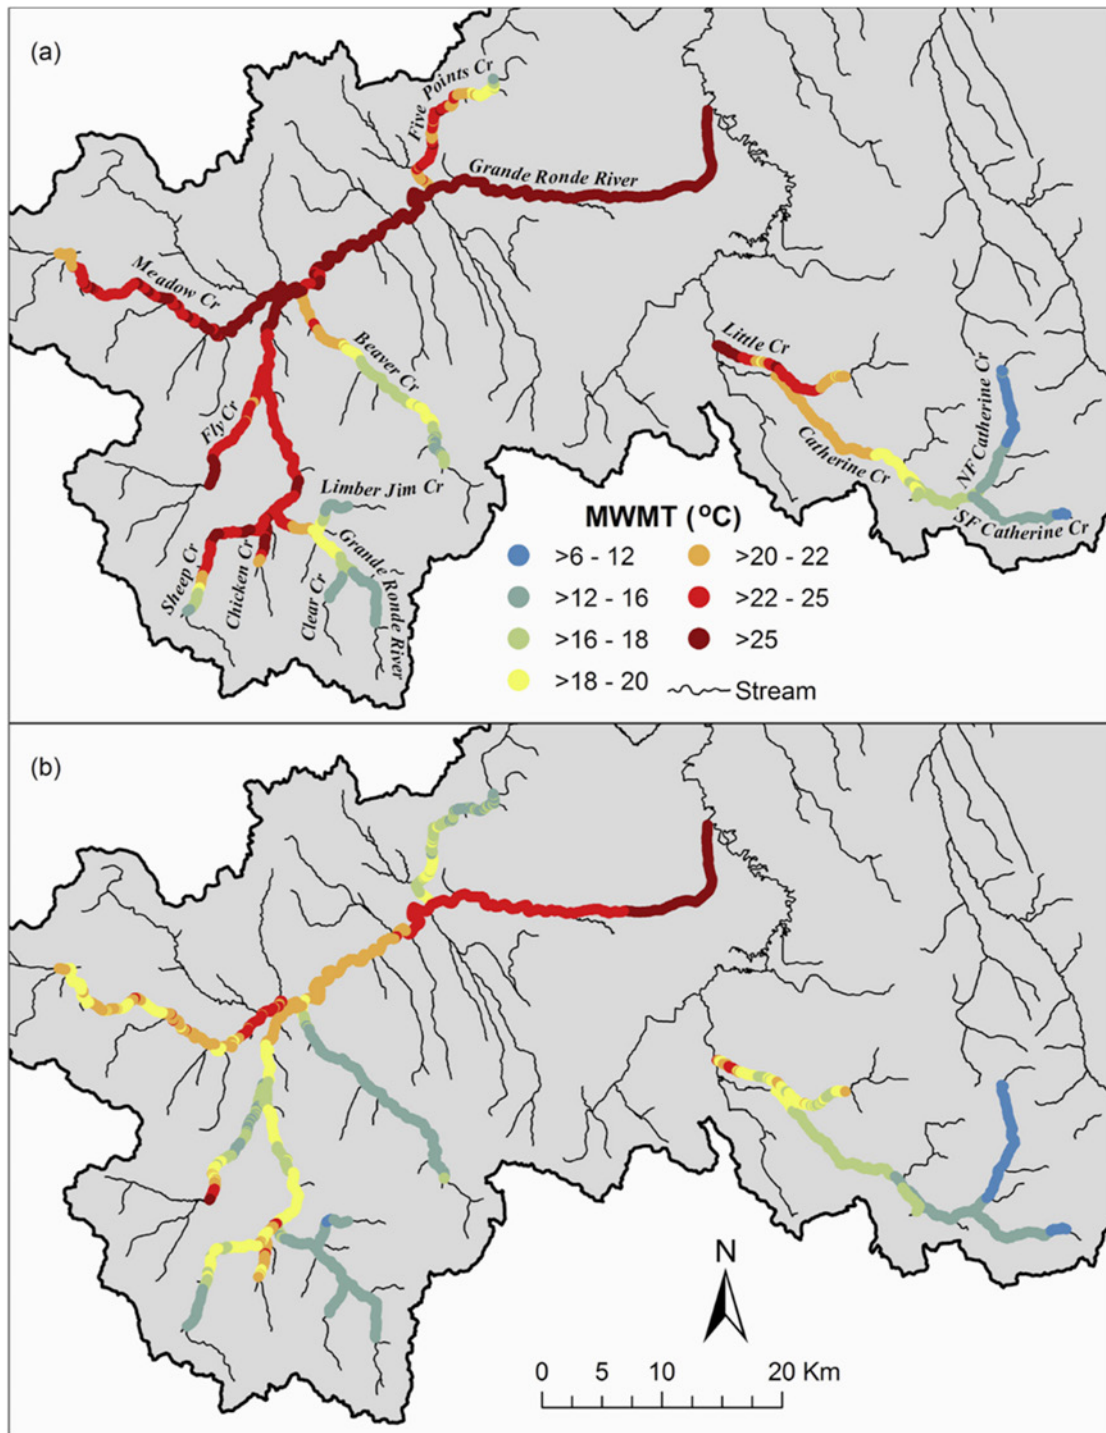 (a)
Five Points Cr
Grande Ronde River
Meadow Cr
Beaver Cr
Little Cr
Fly Cr
Catherine Cr
NF Catherine Cr
SF Catherine Cr
Limber Jim Cr
Sheep Cr
Chicken Cr
Clear Cr
Grande Ronde River
MWMT (°C)
>6 - 12
>20 - 22
>12 - 16
>22 - 25
>16 - 18
>25
>18 - 20
Stream
(b)
N
0 5 10 20 Km